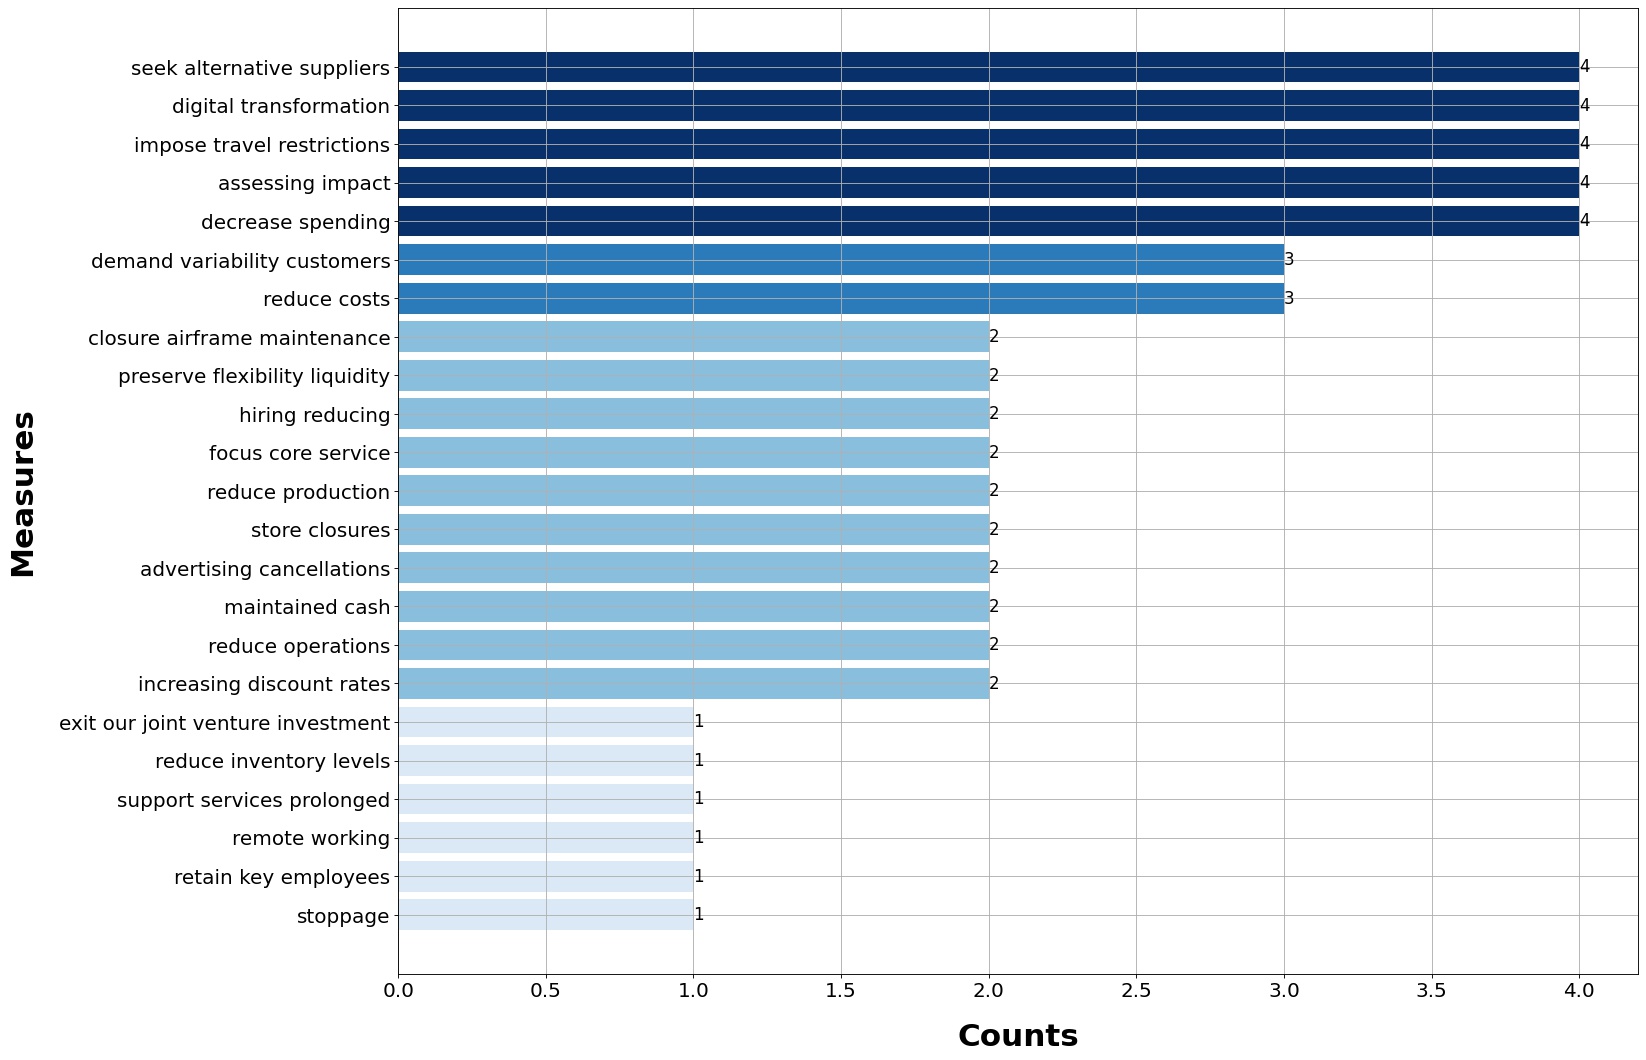 seek alternative suppliers 4
digital transformation 4
impose travel restrictions 4
assessing impact 4
decrease spending 4
demand variability customers 3
reduce costs 3
closure airframe maintenance 2
preserve flexibility liquidity 2
hiring reducing 2
focus core service 2
reduce production 2
store closures 2
advertising cancellations 2
maintained cash 2
reduce operations 2
increasing discount rates 2
exit our joint venture investment 1
reduce inventory levels 1
support services prolonged 1
remote working 1
retain key employees 1
stoppage 1
Measures
0.0 0.5 1.0 1.5 2.0 2.5 3.0 3.5 4.0
Counts